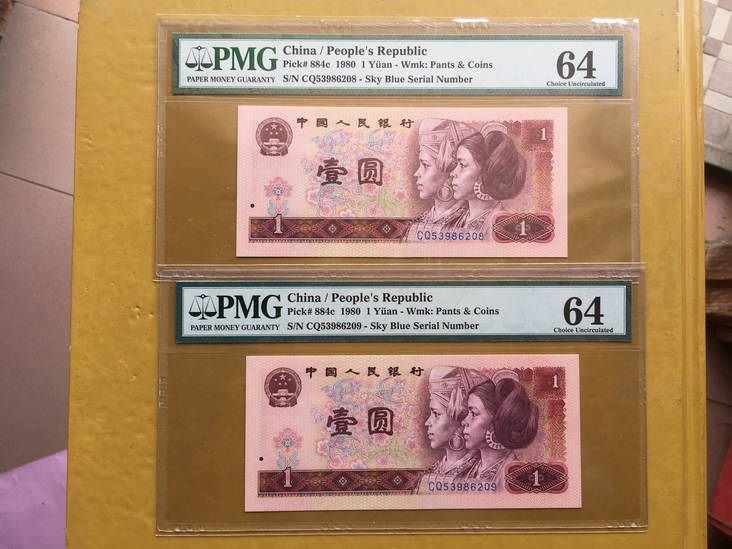 PMG
PAPER MONEY GUARANTY
China / People's Republic
Pick# 884c 1980 1 Yüan - Wmk: Pants & Coins
S/N CQ53986208 - Sky Blue Serial Number
64
Choice Uncirculated
中国人民银行
1
壹圆
1
CQ53986208
1
PMG
PAPER MONEY GUARANTY
China / People's Republic
Pick# 884c 1980 1 Yüan - Wmk: Pants & Coins
S/N CQ53986209 - Sky Blue Serial Number
64
Choice Uncirculated
中国人民银行
1
壹圆
1
CQ53986209
1